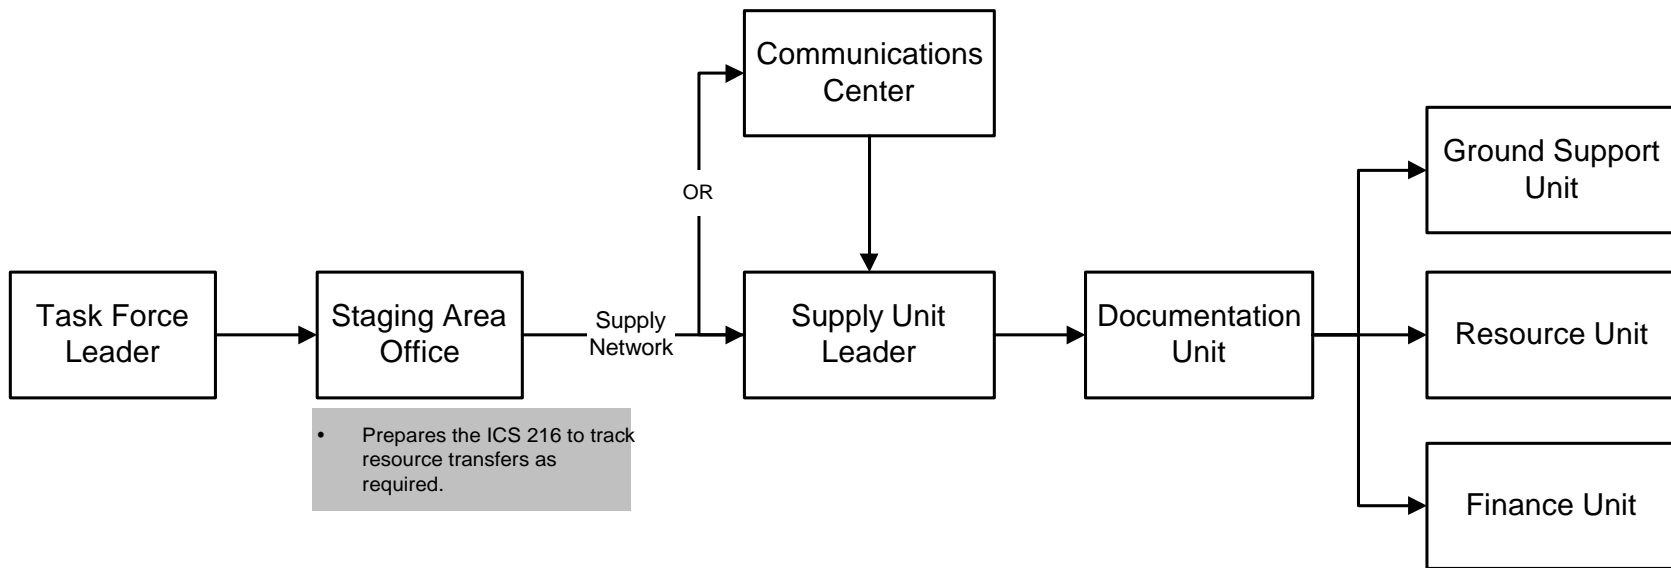 Communications
Center
Ground Support
Unit
OR
Task Force
Leader
Staging Area
Office
Supply
Network
Supply Unit
Leader
Documentation
Unit
Resource Unit
• Prepares the ICS 216 to track
resource transfers as
required.
Finance Unit